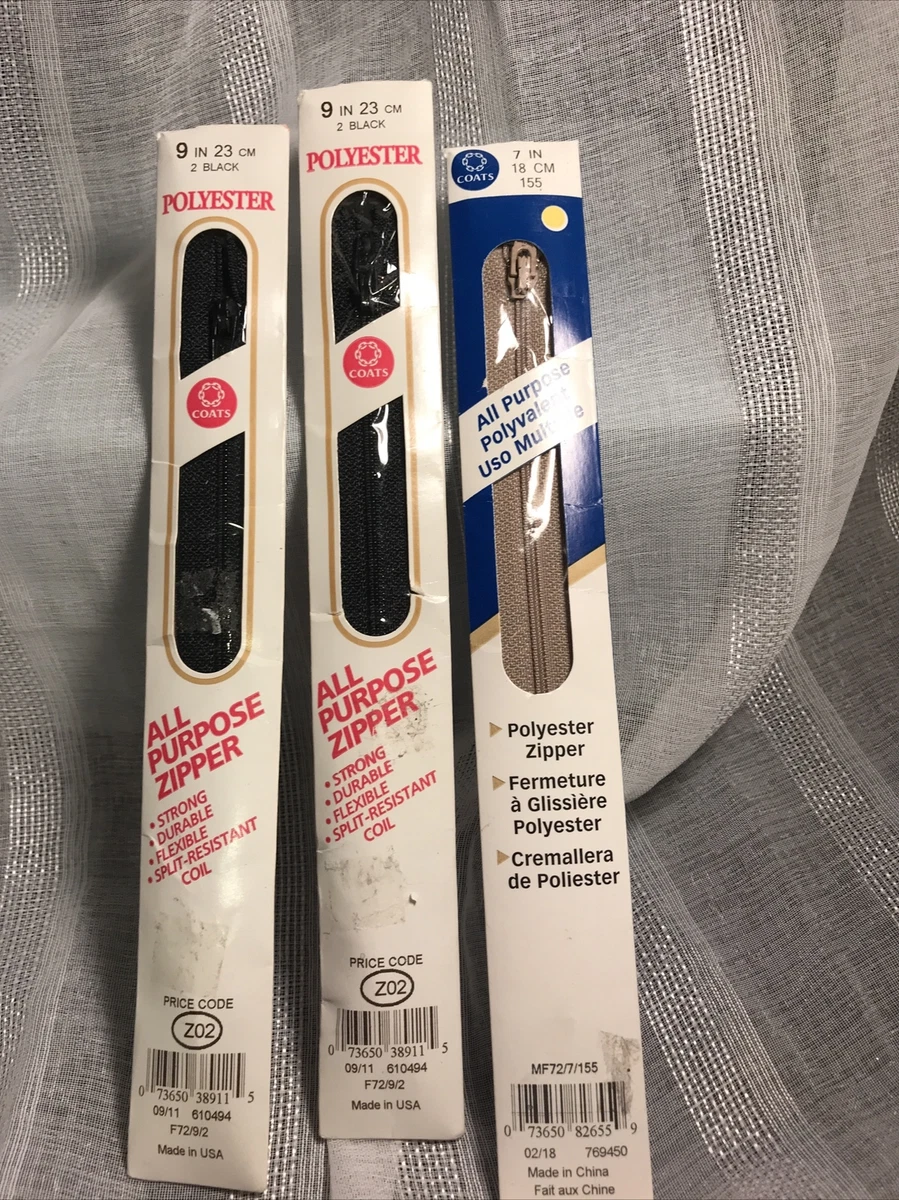 9 IN 23 CM
2 BLACK
POLYESTER
COATS
ALL
PURPOSE
ZIPPER
• STRONG
• DURABLE
• FLEXIBLE
• SPLIT-RESISTANT
COIL
PRICE CODE
Z02
0 73650 38911 5
09/11 610494
F72/9/2
Made in USA
9 IN 23 CM
2 BLACK
POLYESTER
COATS
ALL
PURPOSE
ZIPPER
• STRONG
• DURABLE
• FLEXIBLE
• SPLIT-RESISTANT
COIL
PRICE CODE
Z02
0 73650 38911 5
09/11 610494
F72/9/2
Made in USA
COATS
7 IN
18 CM
155
All Purpose
Polyvalent
Uso
Polyester
Zipper
Fermeture
à Glissière
Polyester
Cremallera
de Poliester
MF72/7/155
0 73650 82655 9
02/18 769450
Made in China
Fait aux Chine